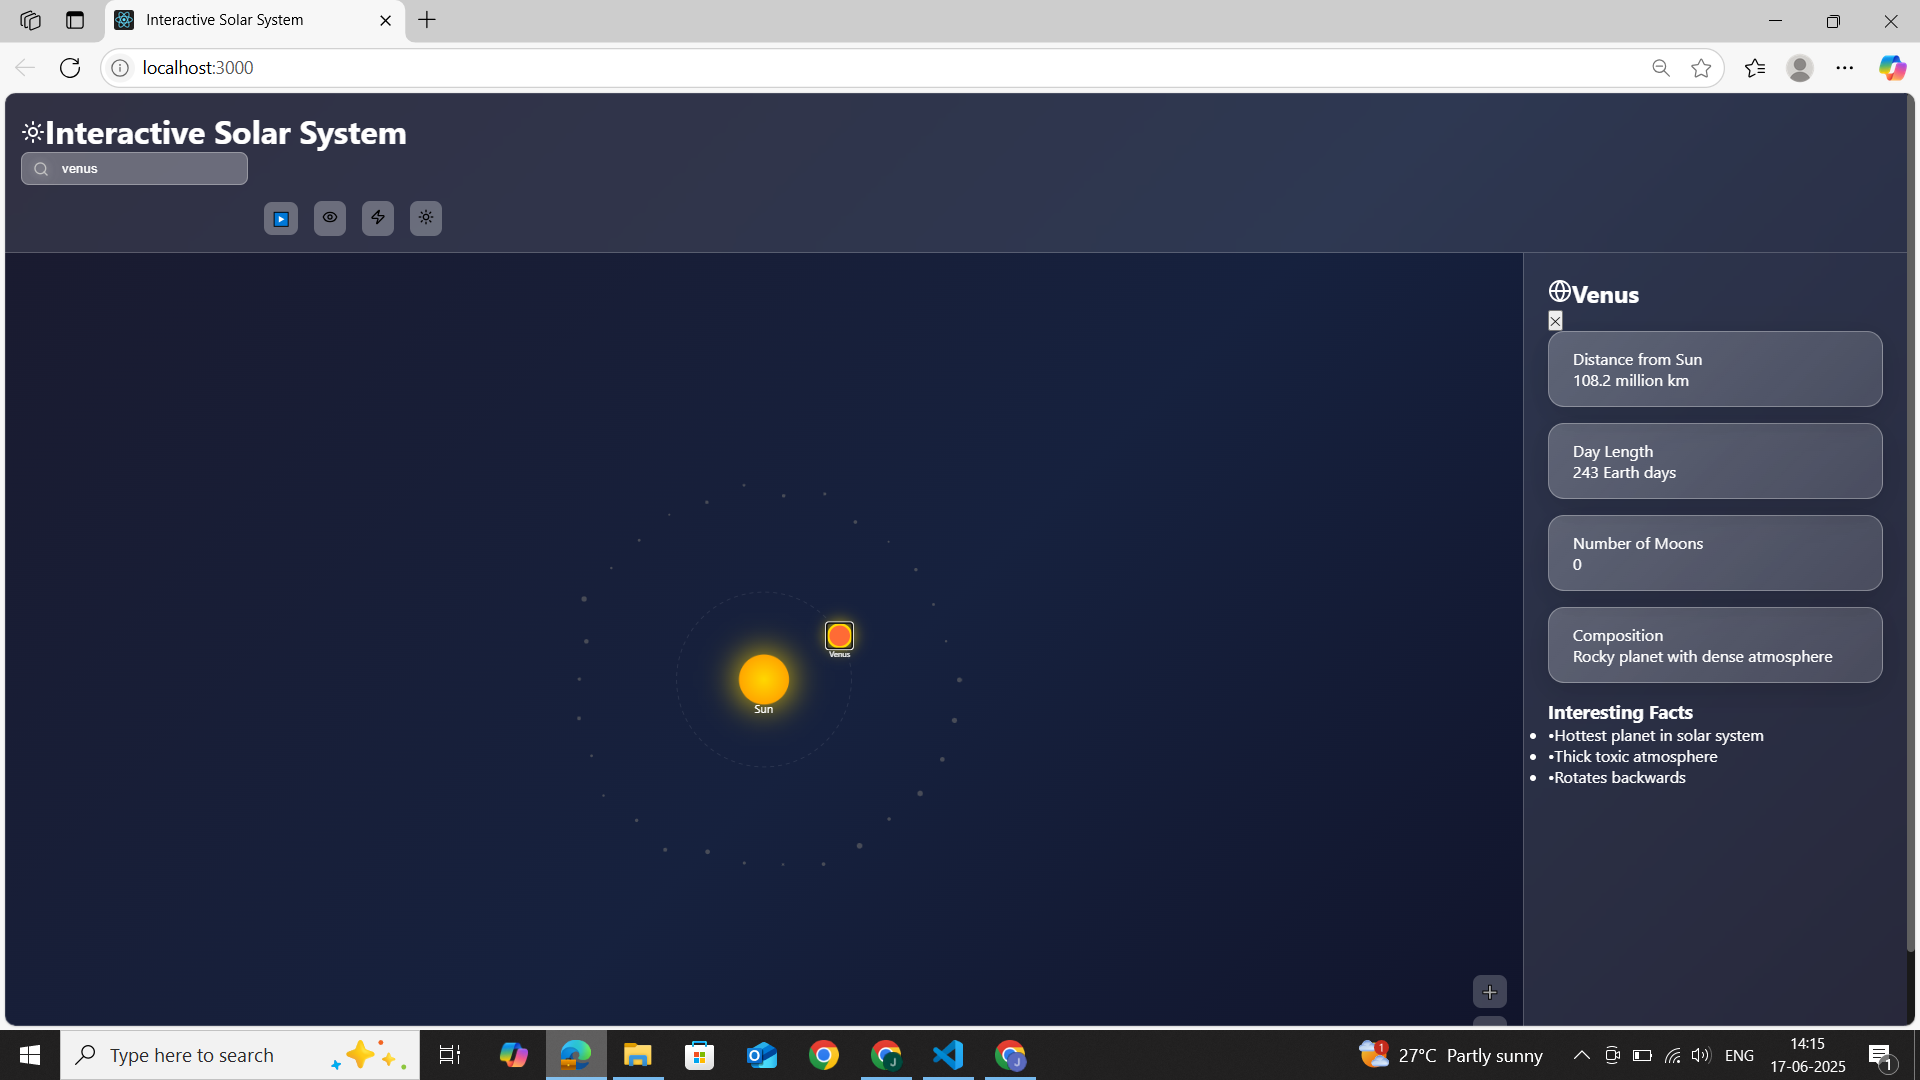 Interactive Solar System
localhost:3000
Interactive Solar System
venus
Venus
Distance from Sun
108.2 million km
Day Length
243 Earth days
Number of Moons
0
Composition
Rocky planet with dense atmosphere
Interesting Facts
• •Hottest planet in solar system
• •Thick toxic atmosphere
• •Rotates backwards
Venus
Sun
Type here to search
J
J
1
27°C Partly sunny
ENG
14:15
17-06-2025
1